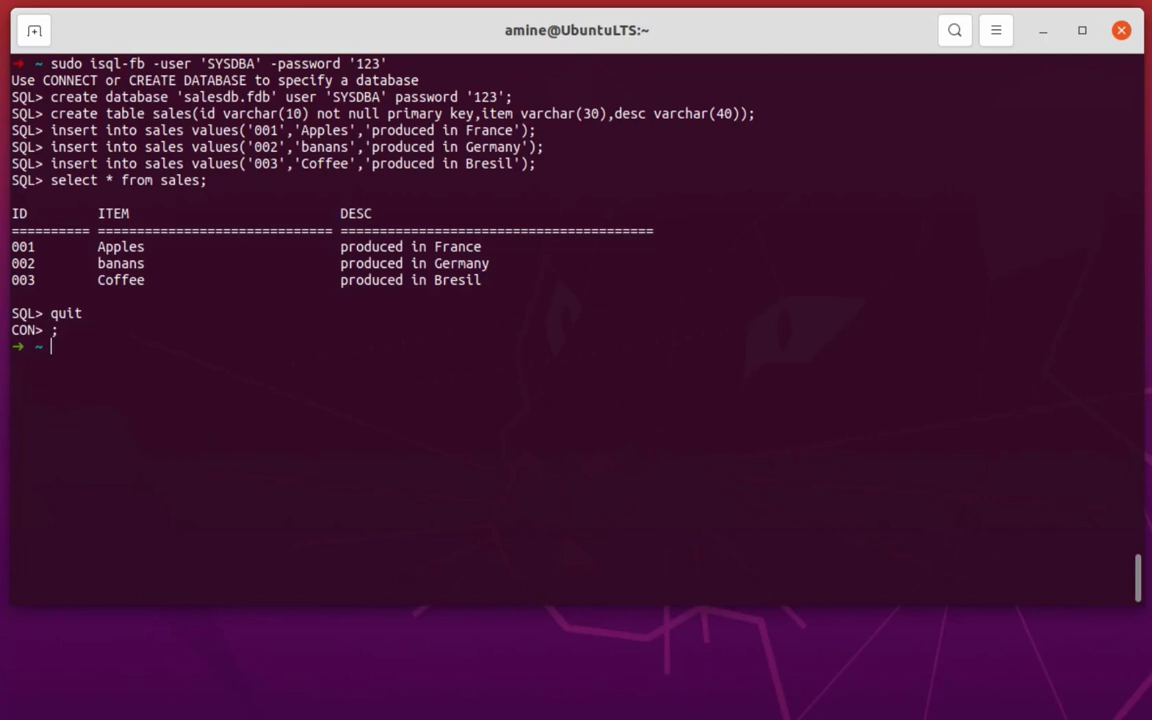 amine@UbuntuLTS:~
➜ ~ sudo isql-fb -user 'SYSDBA' -password '123'
Use CONNECT or CREATE DATABASE to specify a database
SQL> create database 'salesdb.fdb' user 'SYSDBA' password '123';
SQL> create table sales(id varchar(10) not null primary key,item varchar(30),desc varchar(40));
SQL> insert into sales values('001','Apples','produced in France');
SQL> insert into sales values('002','banans','produced in Germany');
SQL> insert into sales values('003','Coffee','produced in Bresil');
SQL> select * from sales;
ID ITEM DESC
========== ============================== ========================================
001 Apples produced in France
002 banans produced in Germany
003 Coffee produced in Bresil
SQL> quit
CON> ;
➜ ~